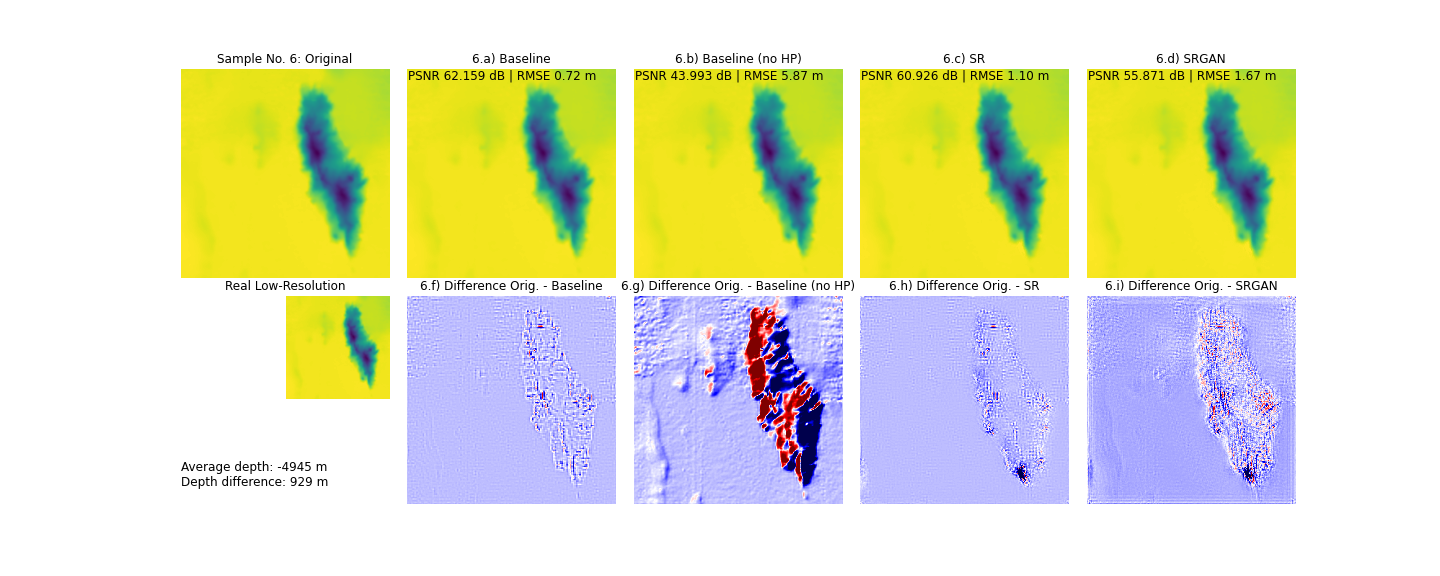 Sample No. 6: Original
6.a) Baseline
6.b) Baseline (no HP)
6.c) SR
6.d) SRGAN
PSNR 62.159 dB | RMSE 0.72 m
PSNR 43.993 dB | RMSE 5.87 m
PSNR 60.926 dB | RMSE 1.10 m
PSNR 55.871 dB | RMSE 1.67 m
Real Low-Resolution
6.f) Difference Orig. - Baseline
6.g) Difference Orig. - Baseline (no HP)
6.h) Difference Orig. - SR
6.i) Difference Orig. - SRGAN
Average depth: -4945 m
Depth difference: 929 m